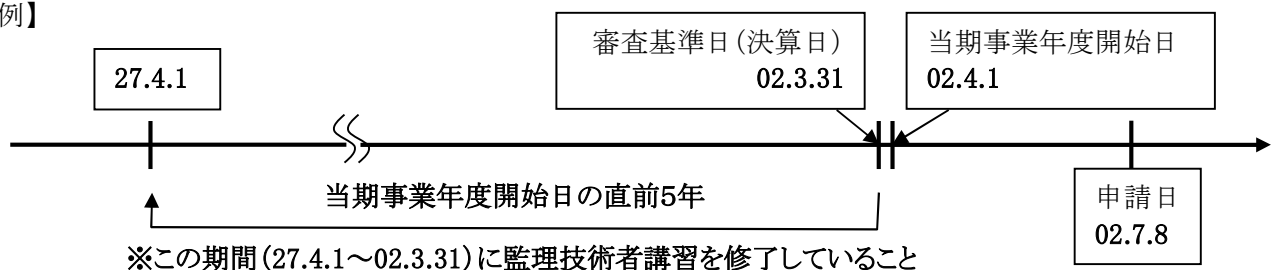 例】
27.4.1
審査基準日(決算日)
02.3.31
当期事業年度開始日
02.4.1
当期事業年度開始日の直前5年
申請日
02.7.8
※この期間(27.4.1～02.3.31)に監理技術者講習を修了していること